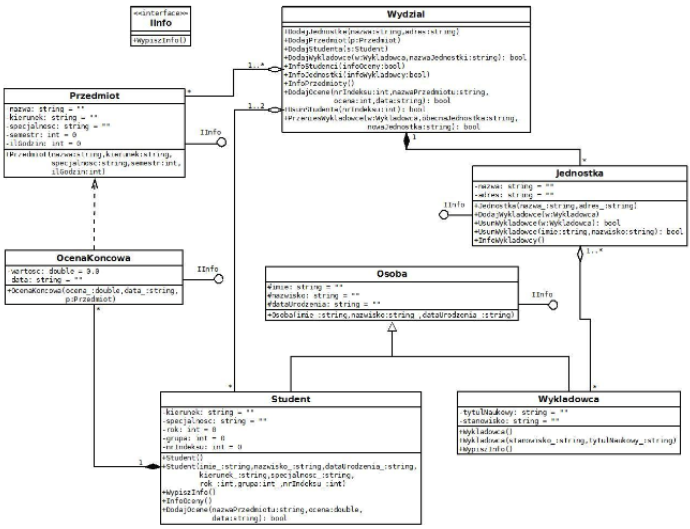 <<interface>>
IInfo
+WypiszInfo()
Wydzial
+DodajJednostka(nazwa:string,adres:string)
+DodajPrzedmiot(p:Przedmiot)
+DodajStudenta(s:Student)
+DodajWykladowce(w:Wykladowca,nazwaJednostki:string): bool
+InfoStudenci(infoOceny:bool)
+InfoJednostki(infoWykladowcy:bool)
+InfoPrzedmioty()
+DodajOcene(nrIndeksu:int,nazwaPrzedmiotu:string,
ocena:int,data:string): bool
+UsunStudenta(nrIndeksu:int): bool
+PrzeniesWykladowce(w:Wykladowca,obecnaJednostka:string,
nowaJednostka:string): bool
1..*
*
1..2
*
1
*
Przedmiot
-nazwa: string = ""
-kierunek: string = ""
-specjalnosc: string = ""
-semestr: int = 0
-ilGodzin: int = 0
+Przedmiot(nazwa:string,kierunek:string,
specjalnosc:string,semestr:int,
ilGodzin:int)
IInfo
Jednostka
-nazwa: string = ""
-adres: string = ""
+Jednostka(nazwa_:string,adres_:string)
+DodajWykladowce(w:Wykladowca)
+UsunWykladowce(w:Wykladowca): bool
+UsunWykladowce(imie:string,nazwisko:string): bool
+InfoWykladowcy()
IInfo
1..*
*
OcenaKoncowa
-wartosc: double = 0.0
-data: string = ""
+OcenaKoncowa(ocena_:double,data_:string,
p:Przedmiot)
IInfo
*
1
Osoba
#imie: string = ""
#nazwisko: string = ""
#dataUrodzenia: string = ""
+Osoba(imie_:string,nazwisko:string_,dataUrodzenia_:string)
IInfo
Student
-kierunek: string = ""
-specjalnosc: string = ""
-rok: int = 0
-grupa: int = 0
-nrIndeksu: int = 0
+Student()
+Student(imie_:string,nazwisko_:string,dataUrodzenia_:string,
kierunek_:string,specjalnosc_:string,
rok_:int,grupa:int_,nrIndeksu_:int)
+WypiszInfo()
+InfoOceny()
+DodajOcene(nazwaPrzedmiotu:string,ocena:double,
data:string): bool
Wykladowca
-tytulNaukowy: string = ""
-stanowisko: string = ""
+Wykladowca()
+Wykladowca(stanowisko_:string,tytulNaukowy_:string)
+WypiszInfo()